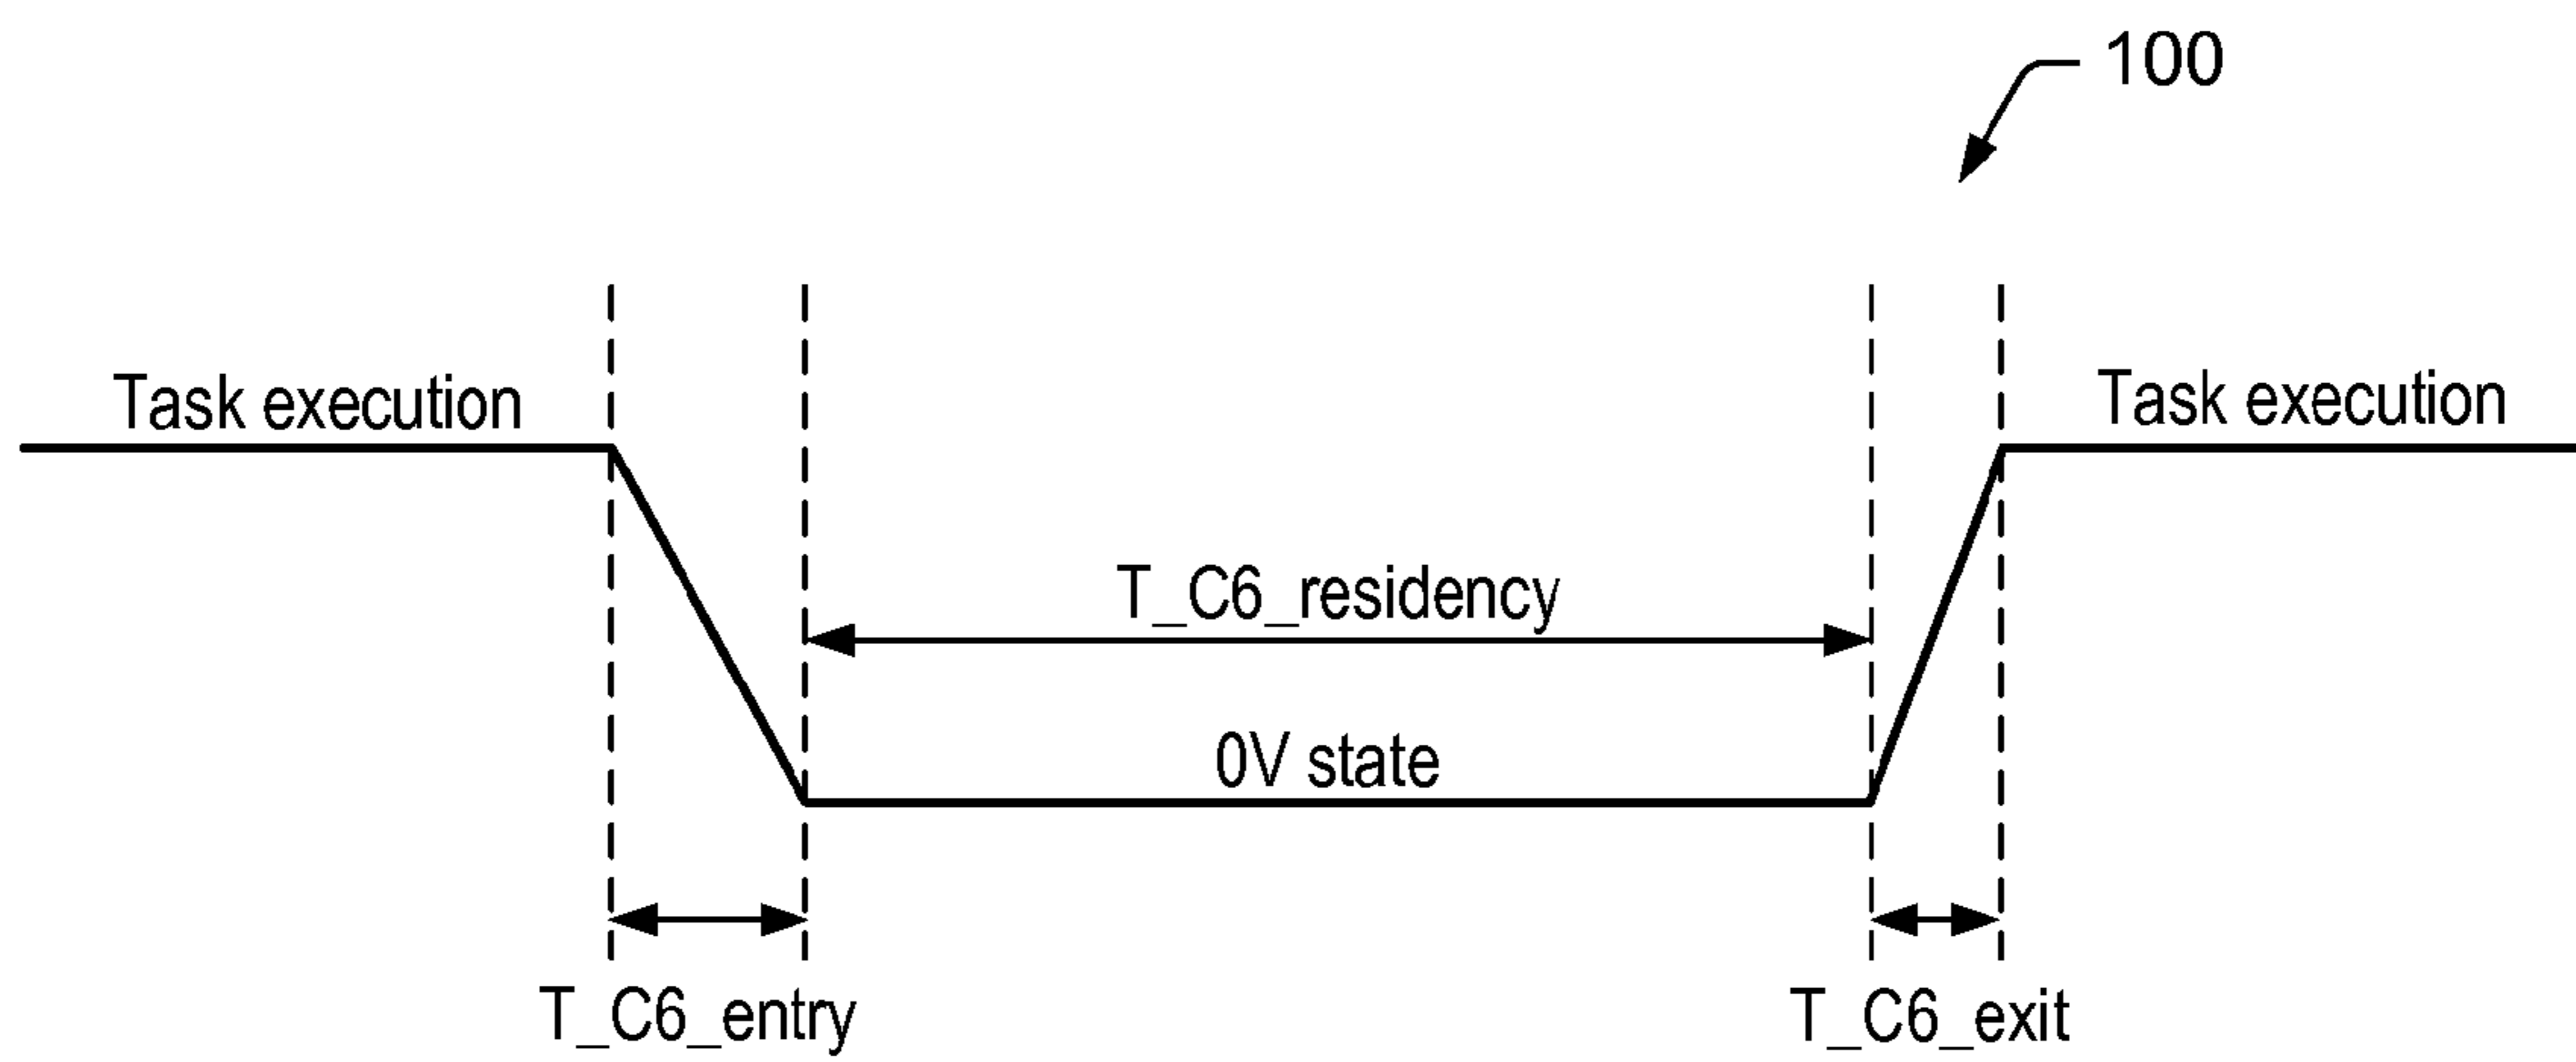 100
Task execution
Task execution
T_C6_residency
0V state
T_C6_entry
T_C6_exit